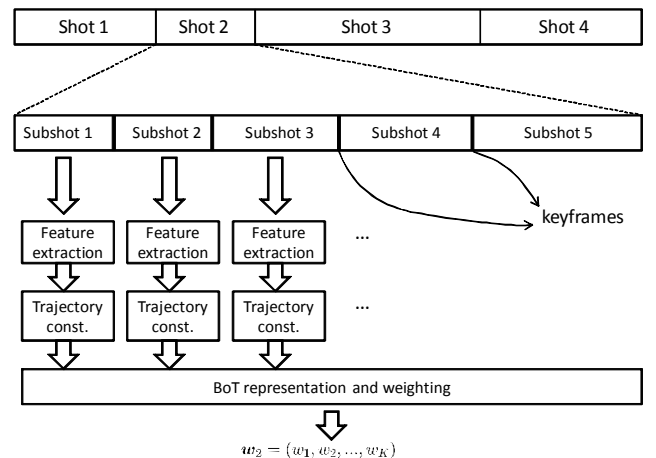 Shot 1 Shot 2 Shot 3 Shot 4
Subshot 1 Subshot 2 Subshot 3 Subshot 4 Subshot 5
keyframes
Feature extraction Feature extraction Feature extraction ...
Trajectory const. Trajectory const. Trajectory const. ...
BoT representation and weighting
w₂ = (w₁, w₂, ..., w_K)